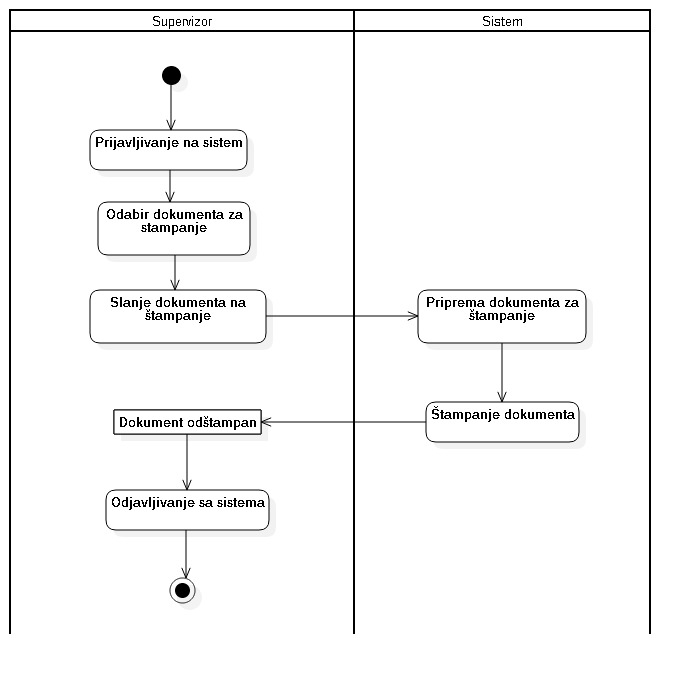 Supervizor
Sistem
Prijavljivanje na sistem
Odabir dokumenta za
stampanje
Slanje dokumenta na
štampanje
Priprema dokumenta za
štampanje
Štampanje dokumenta
Dokument odštampan
Odjavljivanje sa sistema